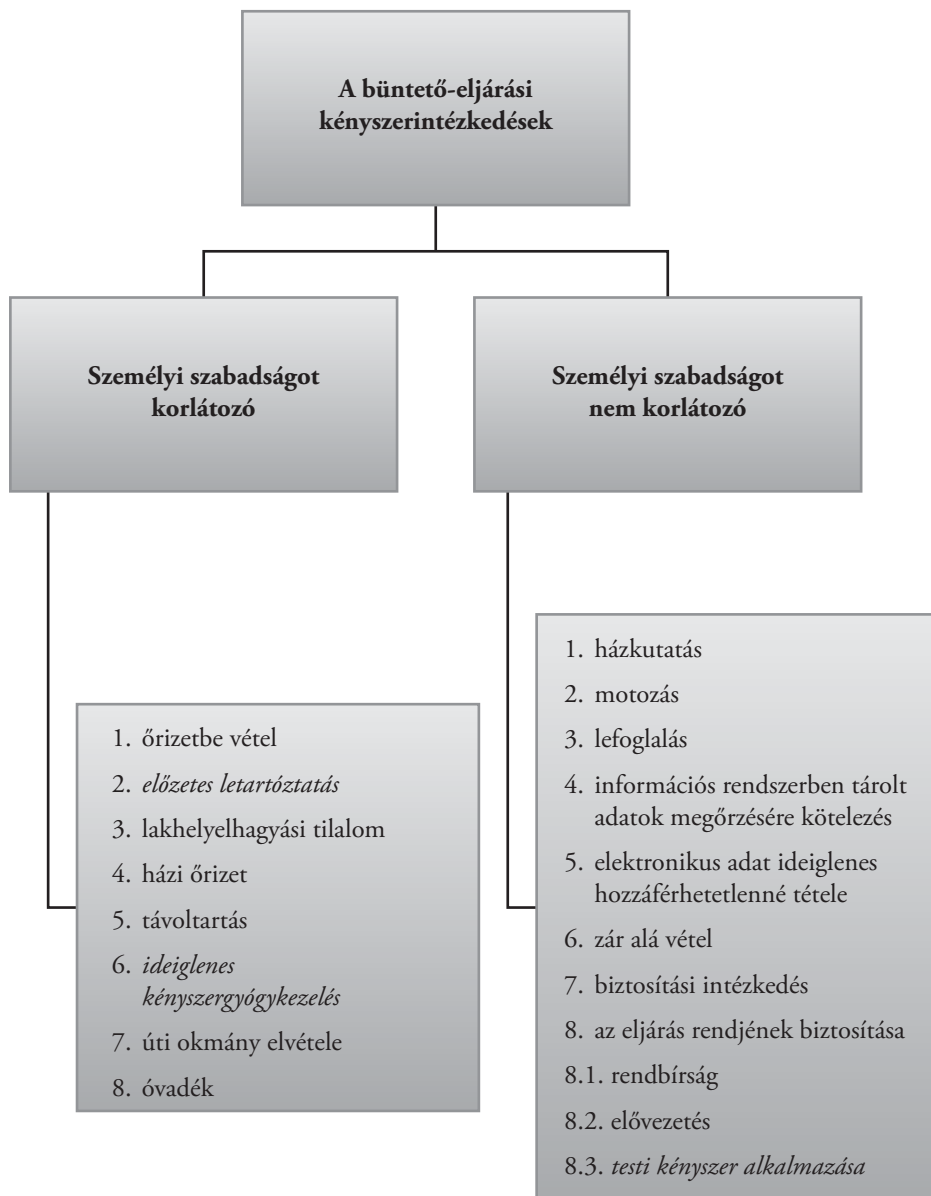 A büntető-eljárási
kényszerintézkedések
Személyi szabadságot
korlátozó
Személyi szabadságot
nem korlátozó
1. őrizetbe vétel
2. előzetes letartóztatás
3. lakhelyelhagyási tilalom
4. házi őrizet
5. távoltartás
6. ideiglenes
kényszergyógykezelés
7. úti okmány elvétele
8. óvadék
1. házkutatás
2. motozás
3. lefoglalás
4. információs rendszerben tárolt
adatok megőrzésére kötelezés
5. elektronikus adat ideiglenes
hozzáférhetetlenné tétele
6. zár alá vétel
7. biztosítási intézkedés
8. az eljárás rendjének biztosítása
8.1. rendbírság
8.2. elővezetés
8.3. testi kényszer alkalmazása